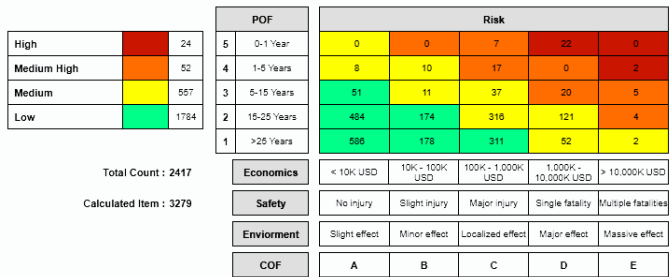 POF Risk
High 24 5 0-1 Year 0 0 7 22 0
Medium High 52 4 1-5 Years 8 10 17 0 2
Medium 557 3 5-15 Years 51 11 37 20 5
Low 1784 2 15-25 Years 484 174 316 121 4
1 >25 Years 586 178 311 52 2
Total Count : 2417 Economics < 10K USD 10K - 100K USD 100K - 1,000K USD 1,000K - 10,000K USD > 10,000K USD
Calculated Item : 3279 Safety No injury Slight injury Major injury Single fatality Multiple fatalities
Enviorment Slight effect Minor effect Localized effect Major effect Massive effect
COF A B C D E